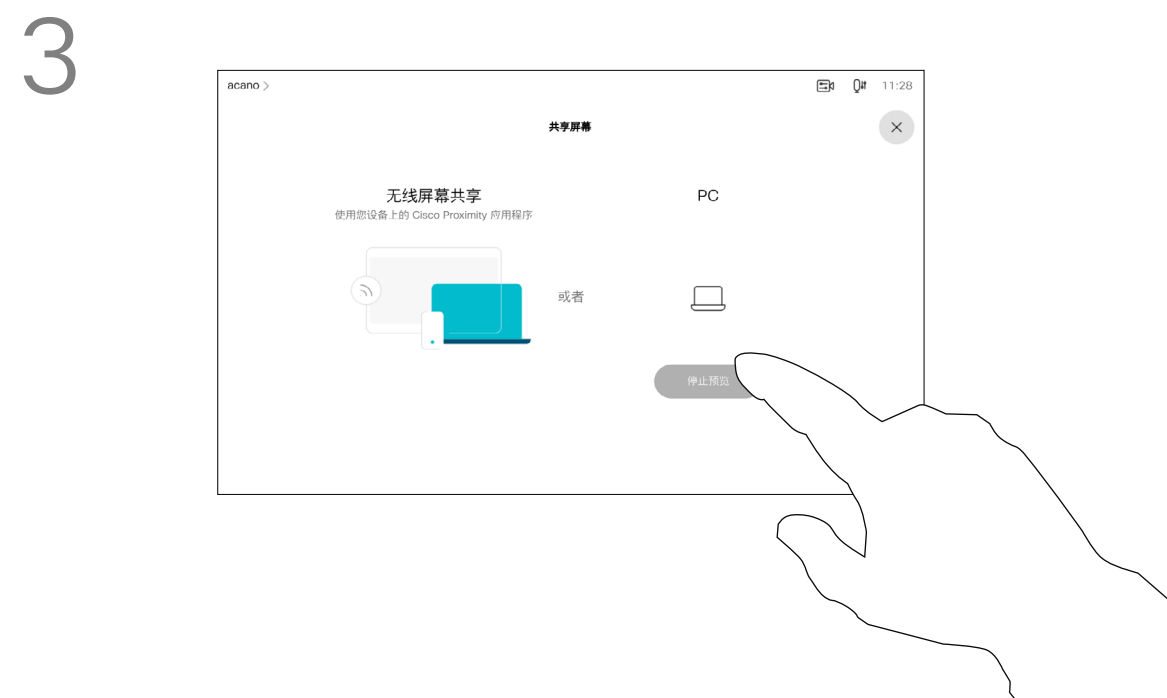 3
acano > 11:28
共享屏幕
无线屏幕共享
使用您设备上的 Cisco Proximity 应用程序
PC
或者
停止预览